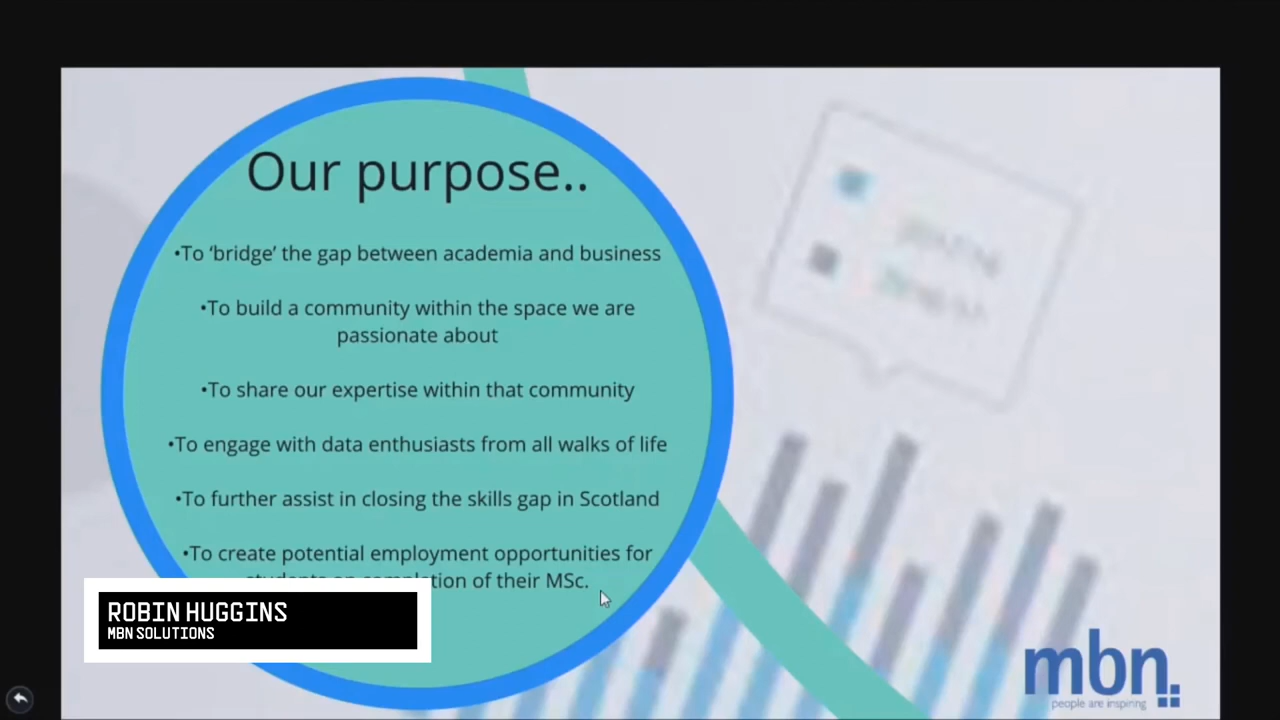 Our purpose..
•To ‘bridge’ the gap between academia and business
•To build a community within the space we are
passionate about
•To share our expertise within that community
•To engage with data enthusiasts from all walks of life
•To further assist in closing the skills gap in Scotland
•To create potential employment opportunities for
students on completion of their MSc.
ROBIN HUGGINS
MBN SOLUTIONS
mbn
people are inspiring